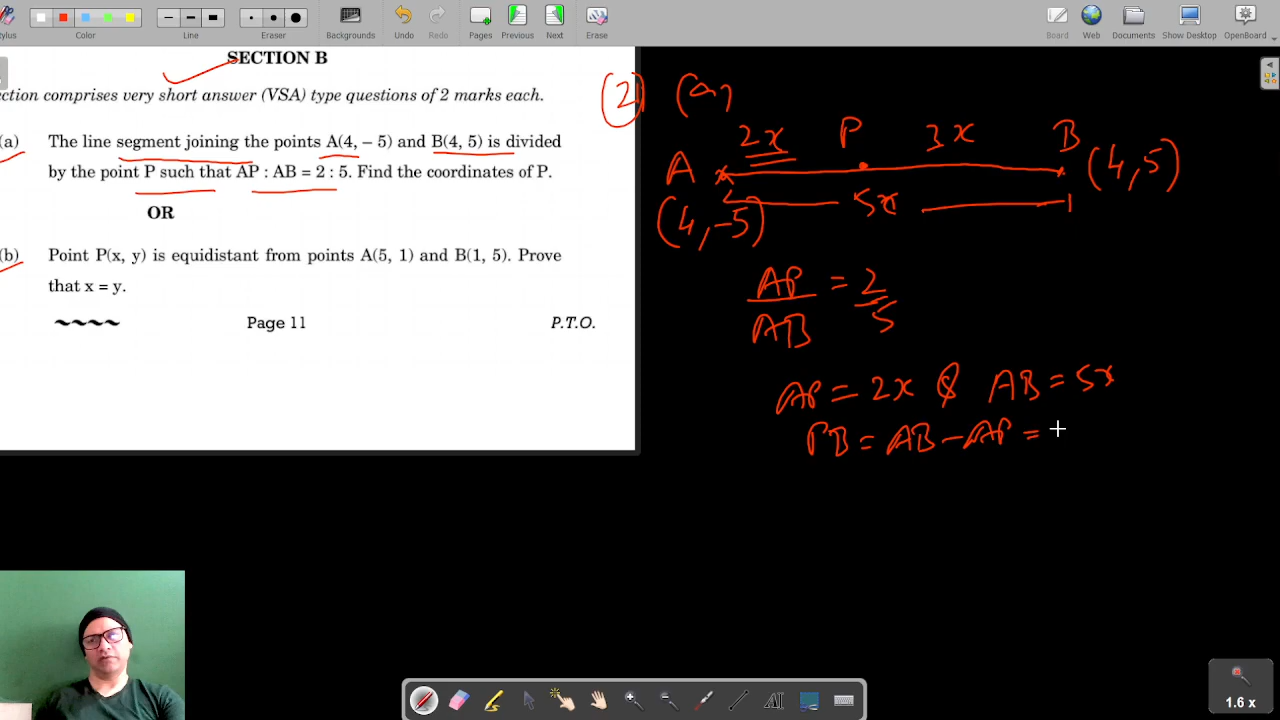 Stylus
Color
Line
Eraser
Backgrounds
Undo
Redo
Pages
Previous
Next
Erase
Board
Web
Documents
Show Desktop
OpenBoard
SECTION B
ction comprises very short answer (VSA) type questions of 2 marks each.
(a) The line segment joining the points A(4, – 5) and B(4, 5) is divided
by the point P such that AP : AB = 2 : 5. Find the coordinates of P.
OR
(b) Point P(x, y) is equidistant from points A(5, 1) and B(1, 5). Prove
that x = y.
~~~~ Page 11 P.T.O.
(2) (a)
2x P 3x B
A (4,5)
(4,-5) 5x
AP/AB = 2/5
AP = 2x & AB = 5x
PB = AB - AP =
1.6 x